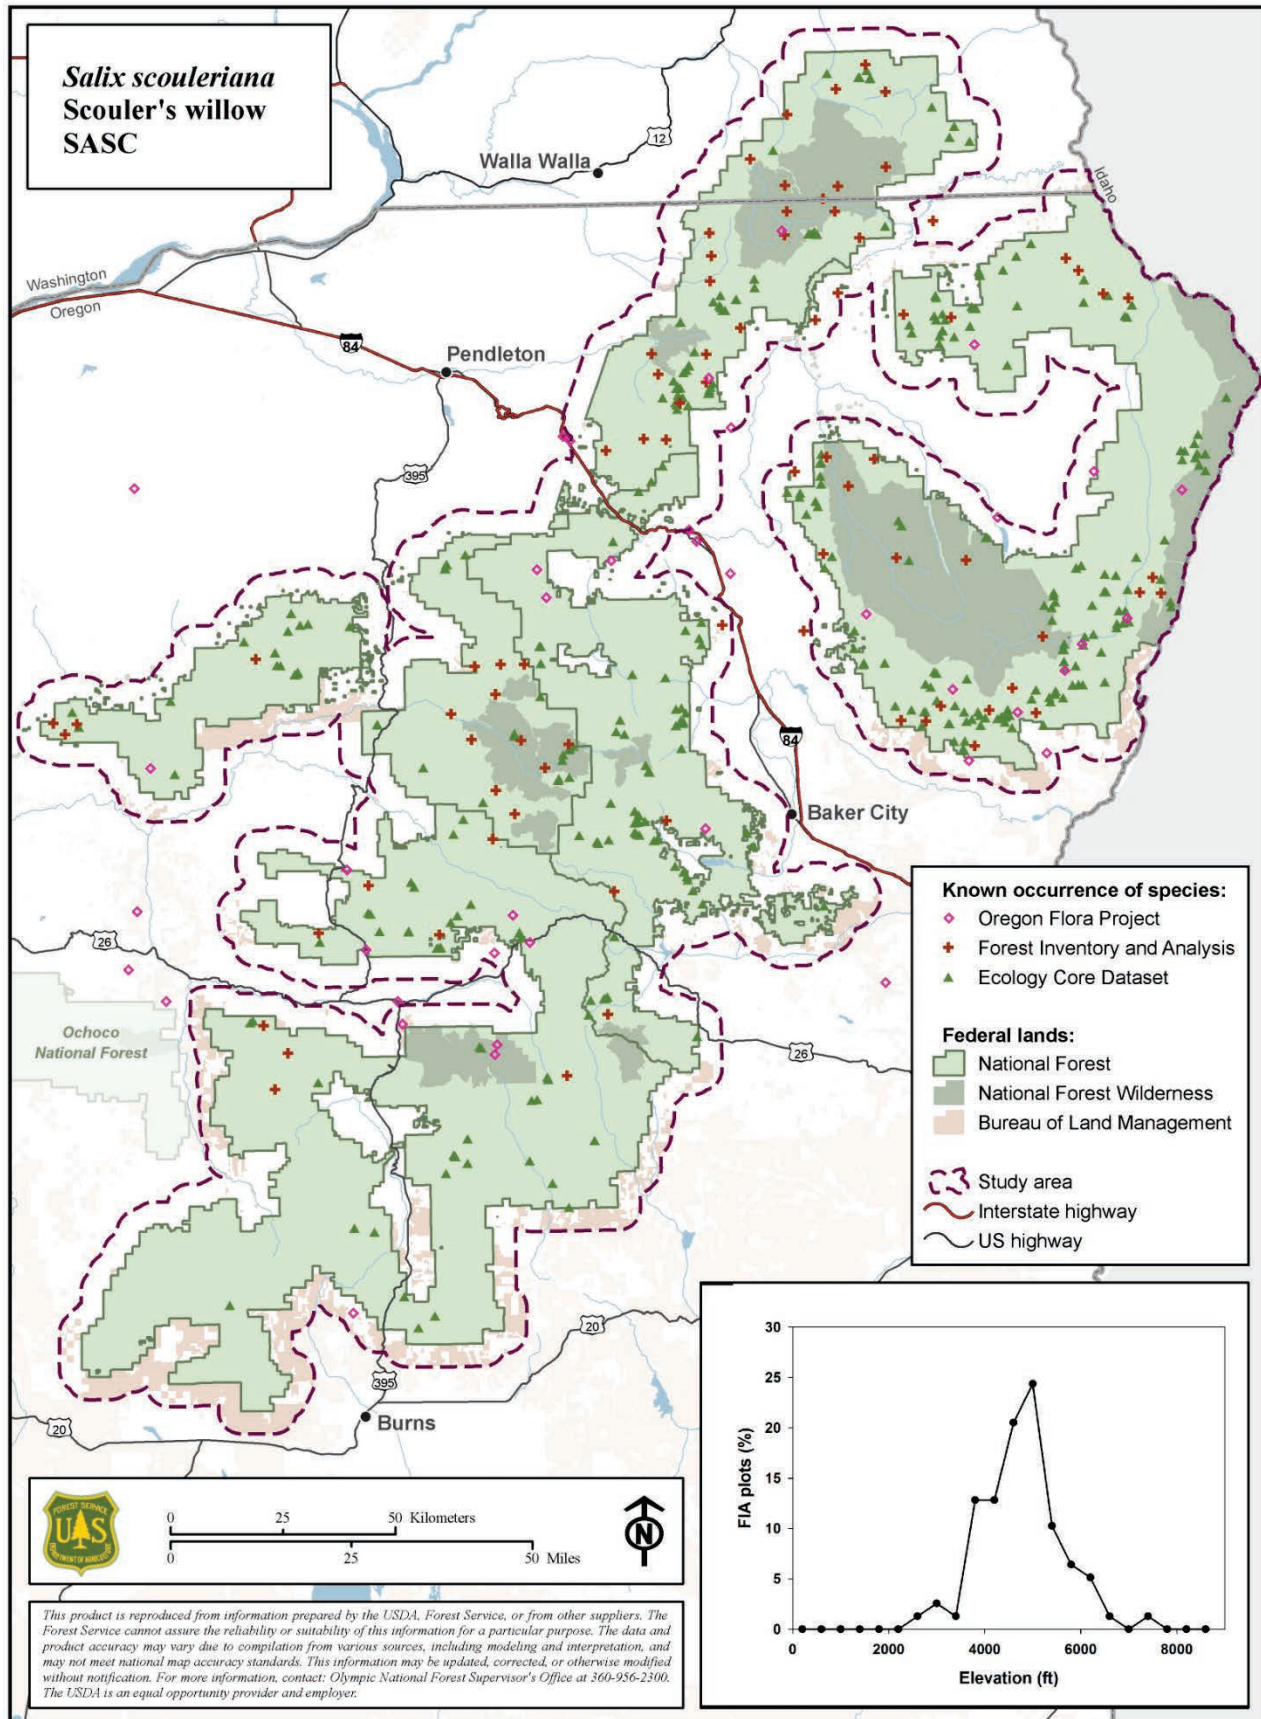 Salix scouleriana
Scouler's willow
SASC
12
Walla Walla
Idaho
Washington
Oregon
84
Pendleton
395
84
Baker City
26
Ochoco
National Forest
26
Known occurrence of species:
Oregon Flora Project
Forest Inventory and Analysis
Ecology Core Dataset
Federal lands:
National Forest
National Forest Wilderness
Bureau of Land Management
Study area
Interstate highway
US highway
20
395
20
Burns
FOREST SERVICE
U S
DEPARTMENT OF AGRICULTURE
0 25 50 Kilometers
0 25 50 Miles
N
This product is reproduced from information prepared by the USDA, Forest Service, or from other suppliers. The
Forest Service cannot assure the reliability or suitability of this information for a particular purpose. The data and
product accuracy may vary due to compilation from various sources, including modeling and interpretation, and
may not meet national map accuracy standards. This information may be updated, corrected, or otherwise modified
without notification. For more information, contact: Olympic National Forest Supervisor's Office at 360-956-2300.
The USDA is an equal opportunity provider and employer.
30
25
20
15
10
5
0
FIA plots (%)
0 2000 4000 6000 8000
Elevation (ft)